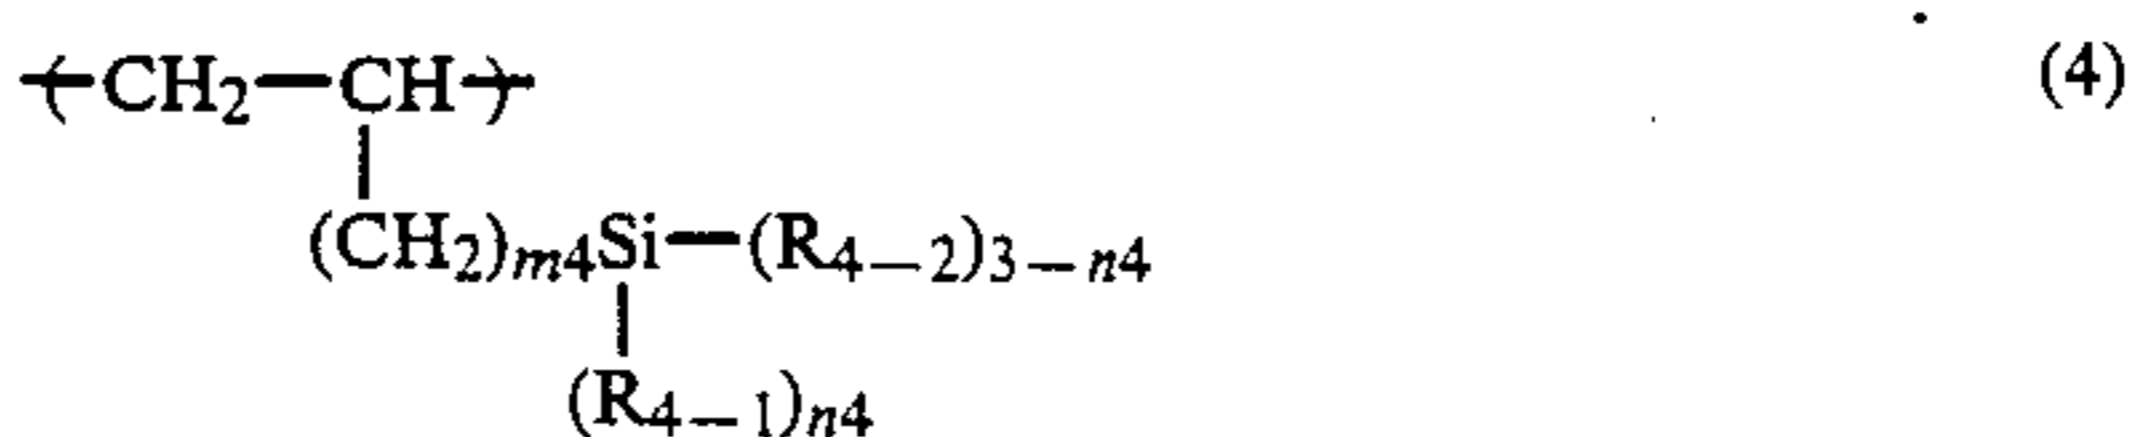 -(CH₂—CH)- (4)
(CH₂)m4Si—(R₄₋₂)₃₋n4
(R₄₋₁)n4